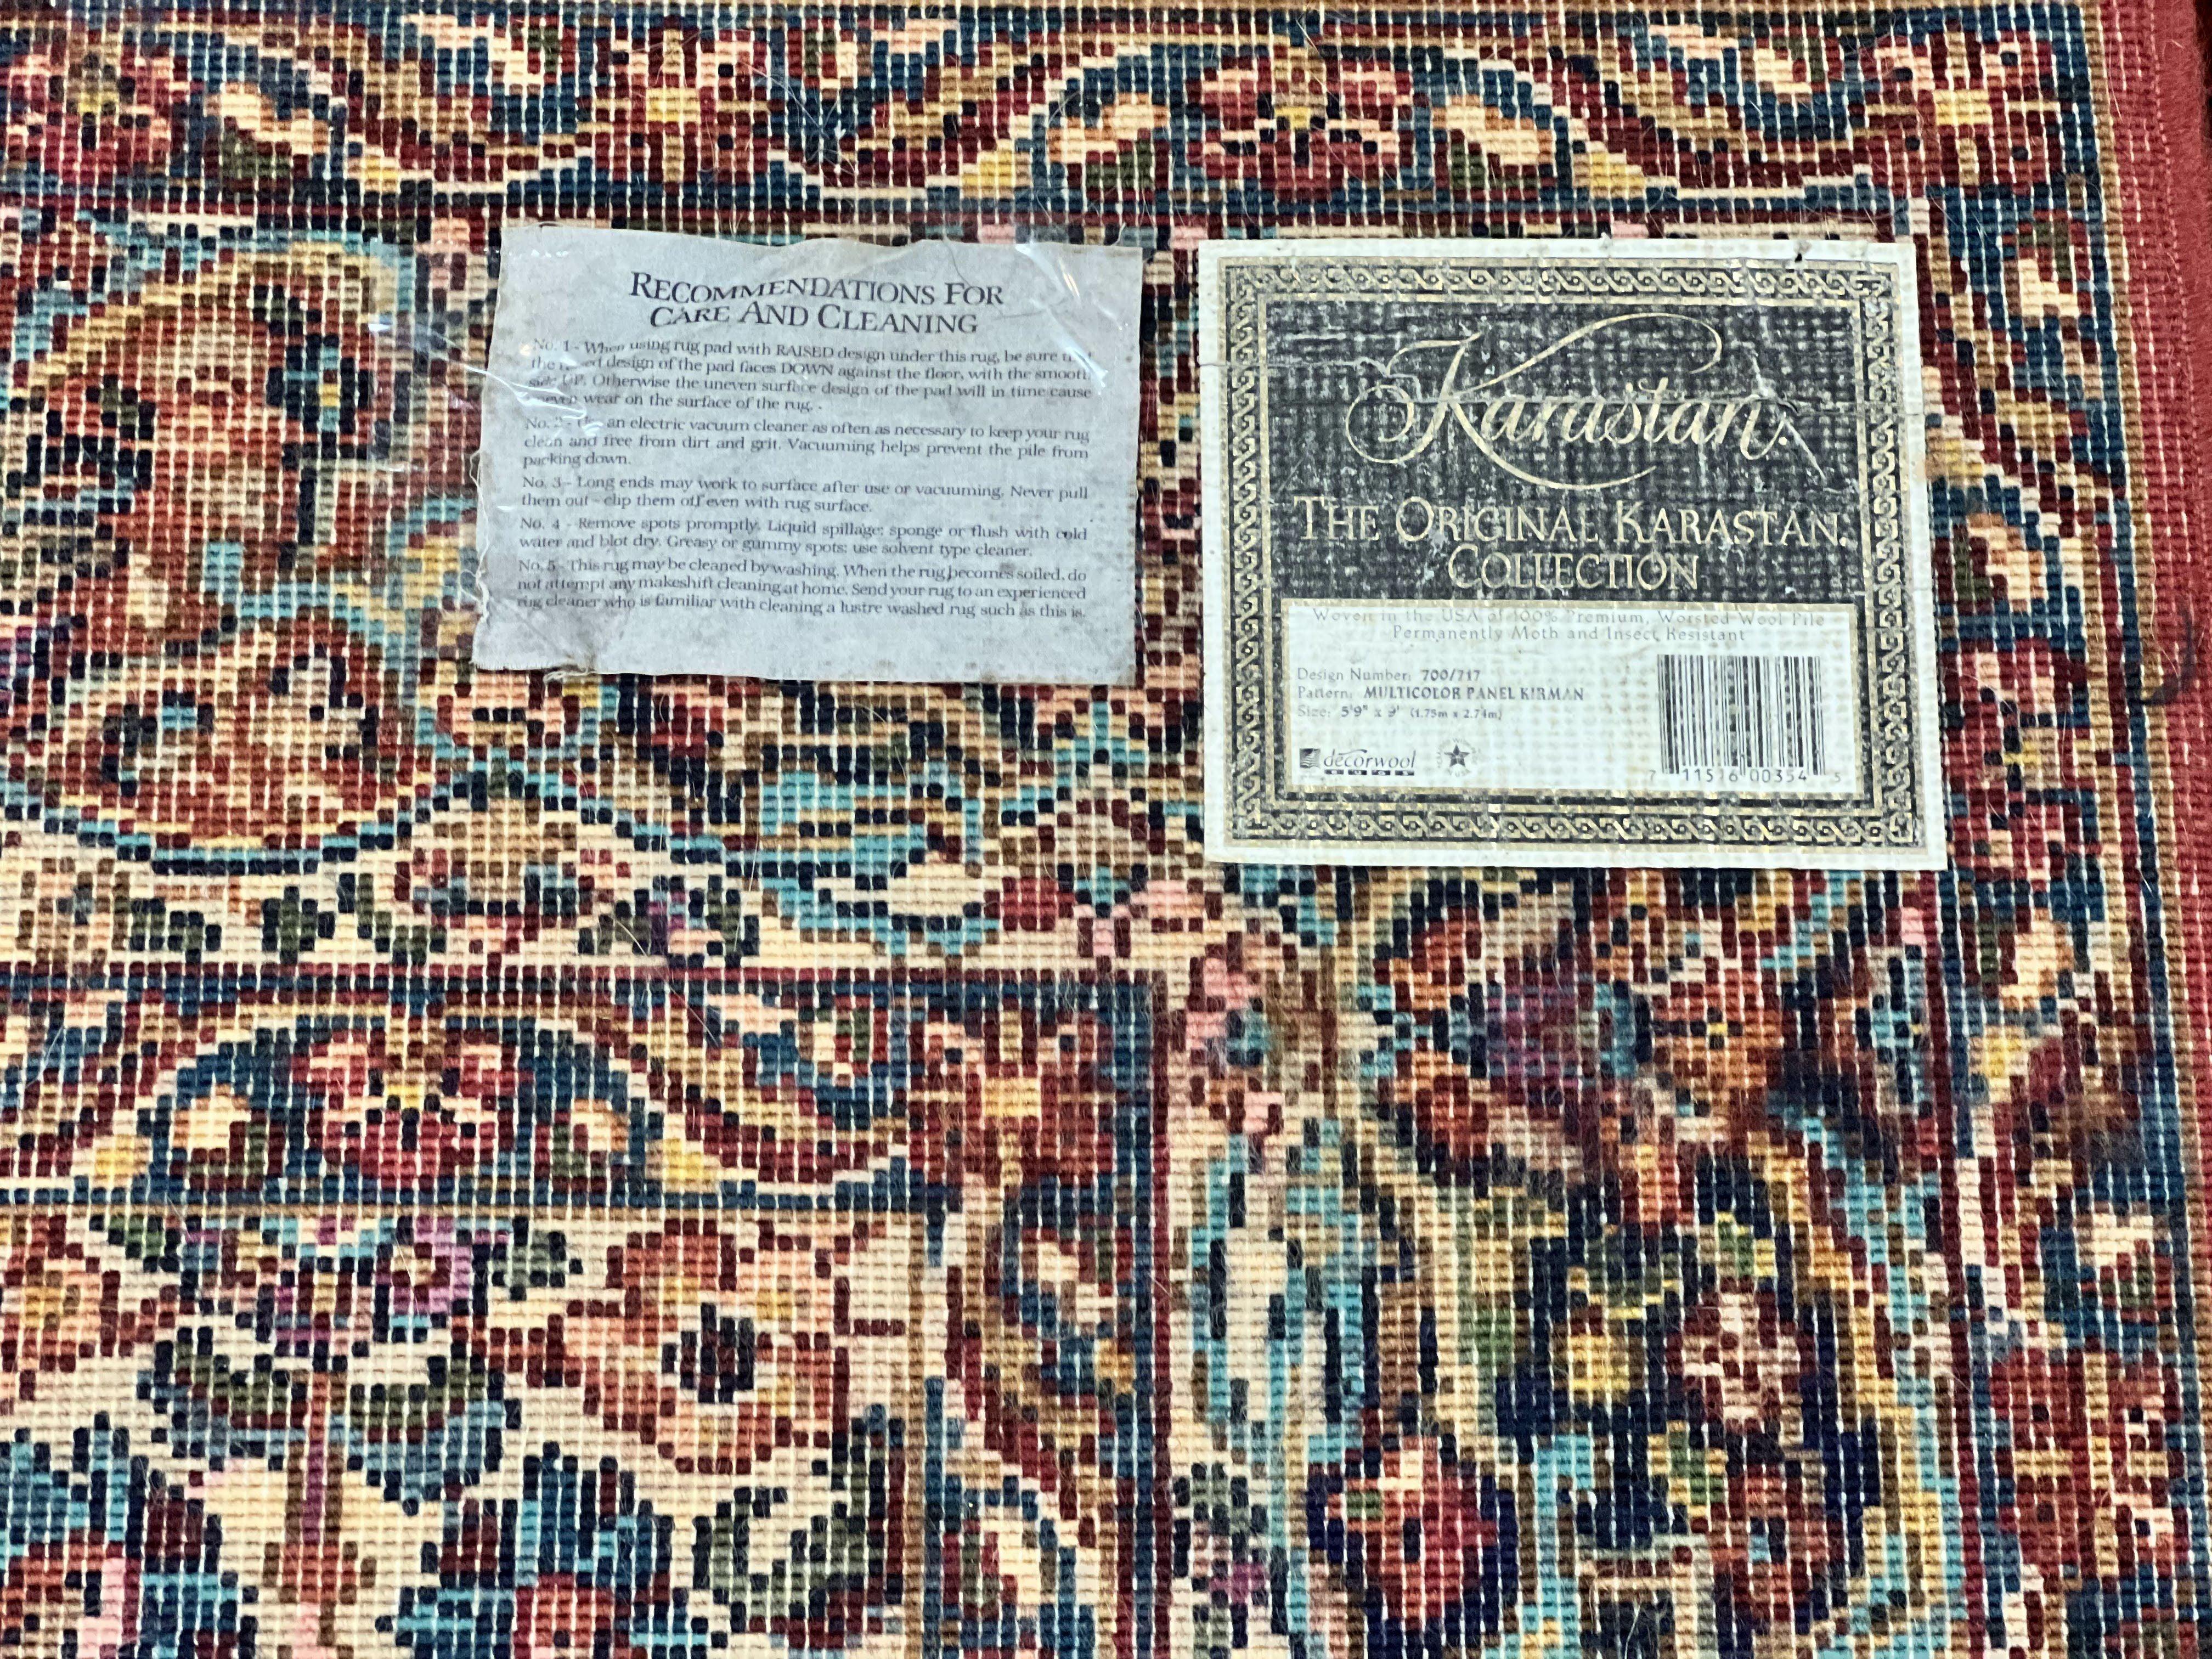 RECOMMENDATIONS FOR
CARE AND CLEANING
No. 1 - When using rug pad with RAISED design under this rug, be sure
the design of the pad faces DOWN against the floor, with the smooth
side UP. Otherwise the uneven surface design of the pad will in time cause
wear on the surface of the rug.
No. 2 - an electric vacuum cleaner as often as necessary to keep your rug
clean and free from dirt and grit. Vacuuming helps prevent the pile from
packing down.
No. 3 - Long ends may work to surface after use or vacuuming. Never pull
them out - clip them off even with rug surface.
No. 4 - Remove spots promptly. Liquid spillage: sponge or flush with cold
water and blot dry. Greasy or gummy spots: use solvent type cleaner.
No. 5 - This rug may be cleaned by washing. When the rug becomes soiled, do
not attempt any makeshift cleaning at home. Send your rug to an experienced
rug cleaner who is familiar with cleaning a lustre washed rug such as this is.
Karastan.
THE ORIGINAL KARASTAN.
COLLECTION
Woven in the USA of 100% Premium, Worsted Wool Pile
Permanently Moth and Insect Resistant
Design Number: 700/717
Pattern: MULTICOLOR PANEL KIRMAN
Size: 5'9" x 9' (1.75m x 2.74m)
decorwool
RUGS
7 11516 00354 5